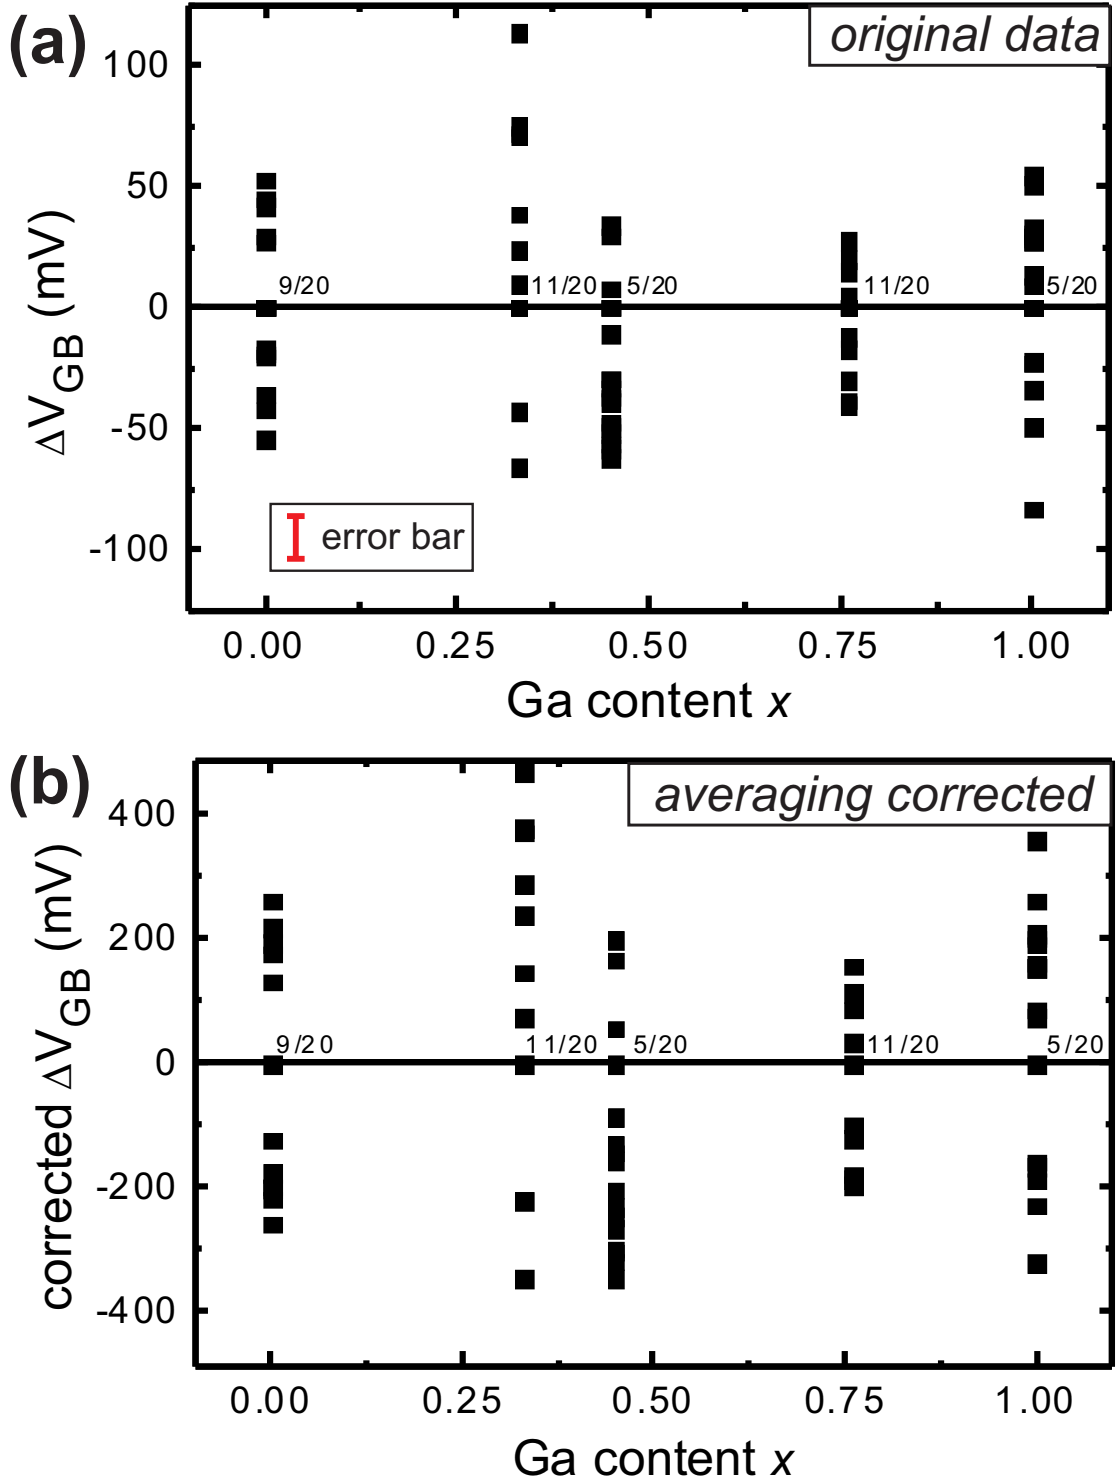 (a)
original data
100
50
0
-50
-100
ΔV_GB (mV)
9/20
11/20
5/20
11/20
5/20
error bar
0.00 0.25 0.50 0.75 1.00
Ga content x
(b)
averaging corrected
400
200
0
-200
-400
corrected ΔV_GB (mV)
9/20
11/20
5/20
11/20
5/20
0.00 0.25 0.50 0.75 1.00
Ga content x